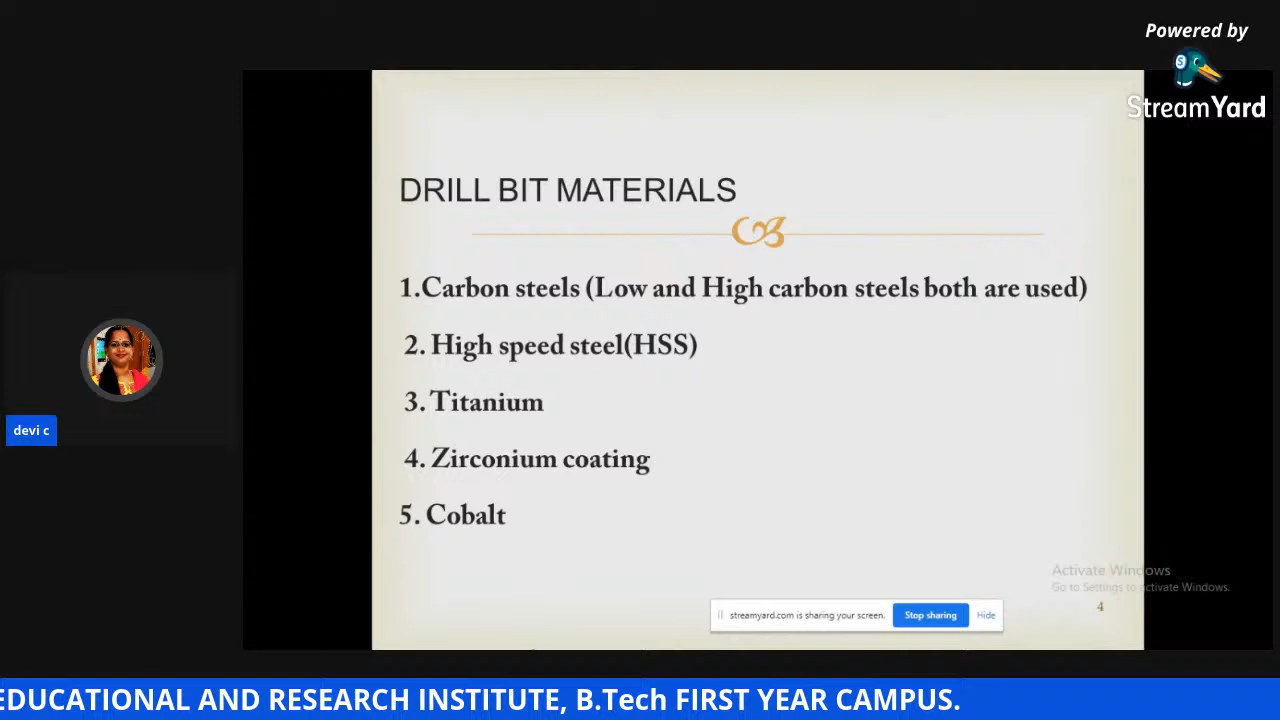 Powered by
StreamYard
DRILL BIT MATERIALS
1.Carbon steels (Low and High carbon steels both are used)
2. High speed steel(HSS)
3. Titanium
4. Zirconium coating
5. Cobalt
devi c
Activate Windows
Go to Settings to activate Windows.
4
streamyard.com is sharing your screen.
Stop sharing
Hide
EDUCATIONAL AND RESEARCH INSTITUTE, B.Tech FIRST YEAR CAMPUS.